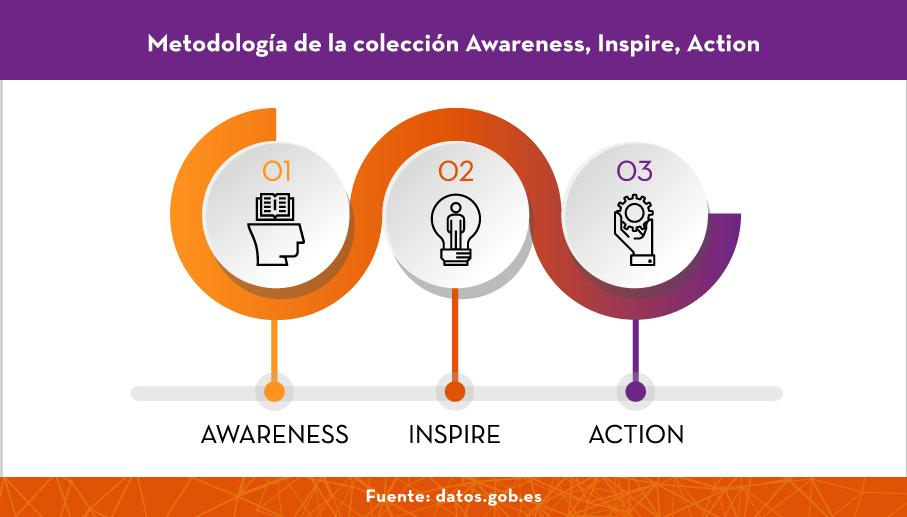 Metodología de la colección Awareness, Inspire, Action
01
02
03
AWARENESS
INSPIRE
ACTION
Fuente: datos.gob.es